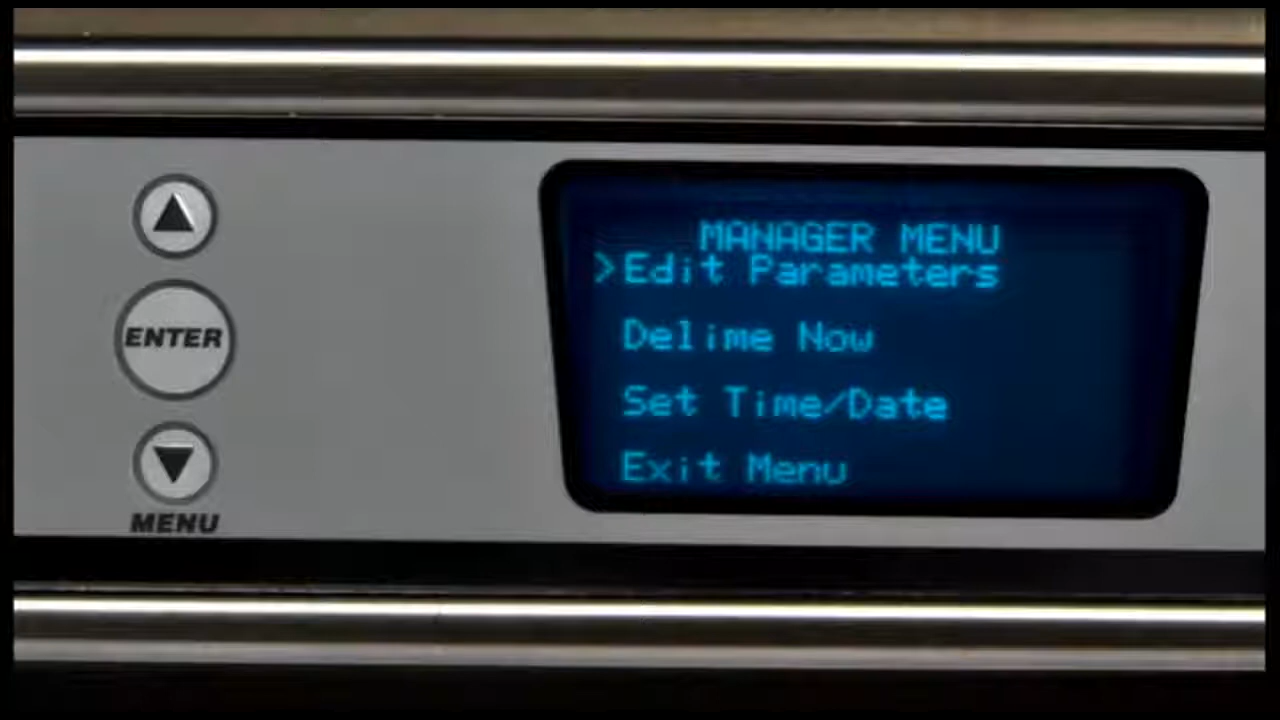 MANAGER MENU
>Edit Parameters
Delime Now
Set Time/Date
Exit Menu
ENTER
MENU